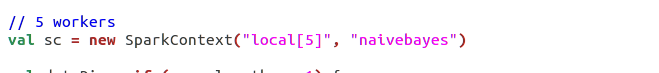 // 5 workers
val sc = new SparkContext("local[5]", "naivebayes")